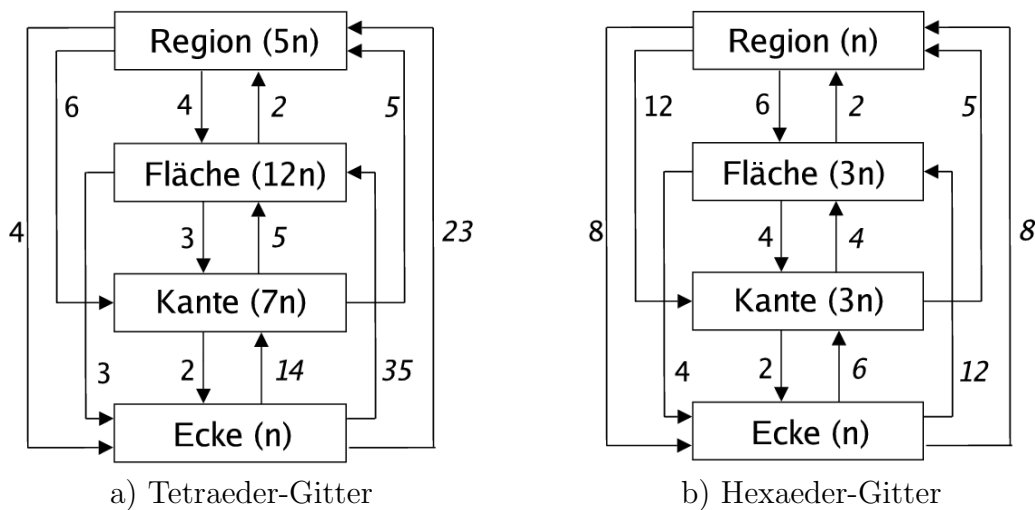 Region (5n)
6
4
2
5
Fläche (12n)
4
3
5
23
Kante (7n)
3
2
14
35
Ecke (n)
a) Tetraeder-Gitter
Region (n)
12
6
2
5
Fläche (3n)
8
4
4
8
Kante (3n)
4
2
6
12
Ecke (n)
b) Hexaeder-Gitter